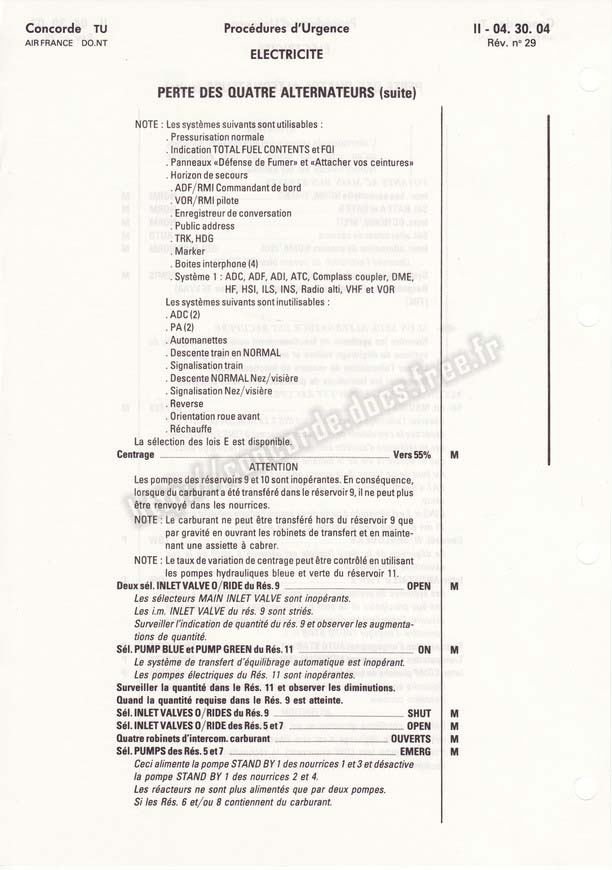 Concorde TU
AIR FRANCE DO.NT
Procédures d'Urgence
ELECTRICITE
II - 04. 30. 04
Rév. n° 29
PERTE DES QUATRE ALTERNATEURS (suite)
NOTE : Les systèmes suivants sont utilisables :
. Pressurisation normale
. Indication TOTAL FUEL CONTENTS et FQI
. Panneaux «Défense de Fumer» et «Attacher vos ceintures»
. Horizon de secours
. ADF/RMI Commandant de bord
. VOR/RMI pilote
. Enregistreur de conversation
. Public address
. TRK, HDG
. Marker
. Boites interphone (4)
. Système 1 : ADC, ADF, ADI, ATC, Complass coupler, DME,
HF, HSI, ILS, INS, Radio alti, VHF et VOR
Les systèmes suivants sont inutilisables :
. ADC (2)
. PA (2)
. Automanettes
. Descente train en NORMAL
. Signalisation train
. Descente NORMAL Nez/visière
. Signalisation Nez/visière
. Reverse
. Orientation roue avant
. Réchauffe
La sélection des lois E est disponible.
Centrage Vers 55% M
ATTENTION
Les pompes des réservoirs 9 et 10 sont inopérantes. En conséquence,
lorsque du carburant a été transféré dans le réservoir 9, il ne peut plus
être renvoyé dans les nourrices.
NOTE : Le carburant ne peut être transféré hors du réservoir 9 que
par gravité en ouvrant les robinets de transfert et en mainte-
nant une assiette à cabrer.
NOTE : Le taux de variation de centrage peut être contrôlé en utilisant
les pompes hydrauliques bleue et verte du réservoir 11.
Deux sél. INLET VALVE O/RIDE du Rés. 9 OPEN M
Les sélecteurs MAIN INLET VALVE sont inopérants.
Les i.m. INLET VALVE du rés. 9 sont striés.
Surveiller l'indication de quantité du rés. 9 et observer les augmenta-
tions de quantité.
Sél. PUMP BLUE et PUMP GREEN du Rés. 11 ON M
Le système de transfert d'équilibrage automatique est inopérant.
Les pompes électriques du Rés. 11 sont inopérantes.
Surveiller la quantité dans le Rés. 11 et observer les diminutions.
Quand la quantité requise dans le Rés. 9 est atteinte.
Sél. INLET VALVES O/RIDES du Rés. 9 SHUT M
Sél. INLET VALVES O/RIDE des Rés. 5 et 7 OPEN M
Quatre robinets d'intercom. carburant OUVERTS M
Sél. PUMPS des Rés. 5 et 7 EMERG M
Ceci alimente la pompe STAND BY 1 des nourrices 1 et 3 et désactive
la pompe STAND BY 1 des nourrices 2 et 4.
Les réacteurs ne sont plus alimentés que par deux pompes.
Si les Rés. 6 et/ou 8 contiennent du carburant.
http://concorde.docs.free.fr